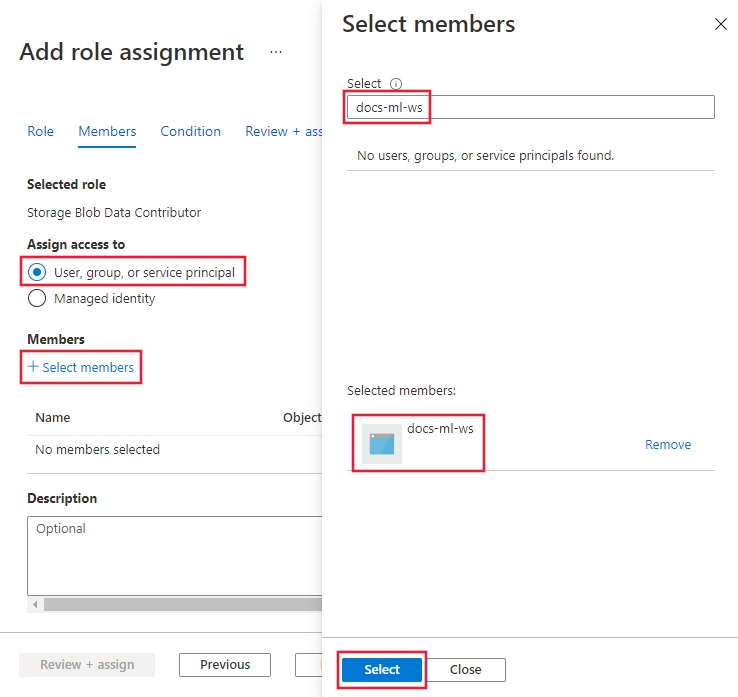 Add role assignment ...
Role Members Condition Review + ass
Selected role
Storage Blob Data Contributor
Assign access to
User, group, or service principal
Managed identity
Members
+ Select members
Name Object
No members selected
Description
Optional
Review + assign Previous
Select members
Select
docs-ml-ws
No users, groups, or service principals found.
Selected members:
docs-ml-ws
Remove
Select Close